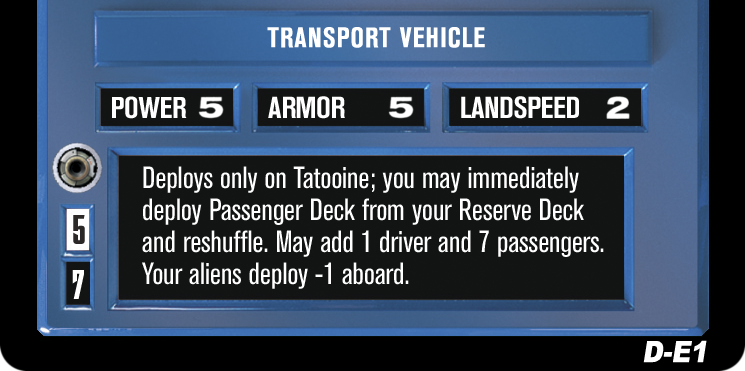 TRANSPORT VEHICLE
POWER 5 ARMOR 5 LANDSPEED 2
Deploys only on Tatooine; you may immediately
deploy Passenger Deck from your Reserve Deck
and reshuffle. May add 1 driver and 7 passengers.
Your aliens deploy -1 aboard.
5
7
D-E1